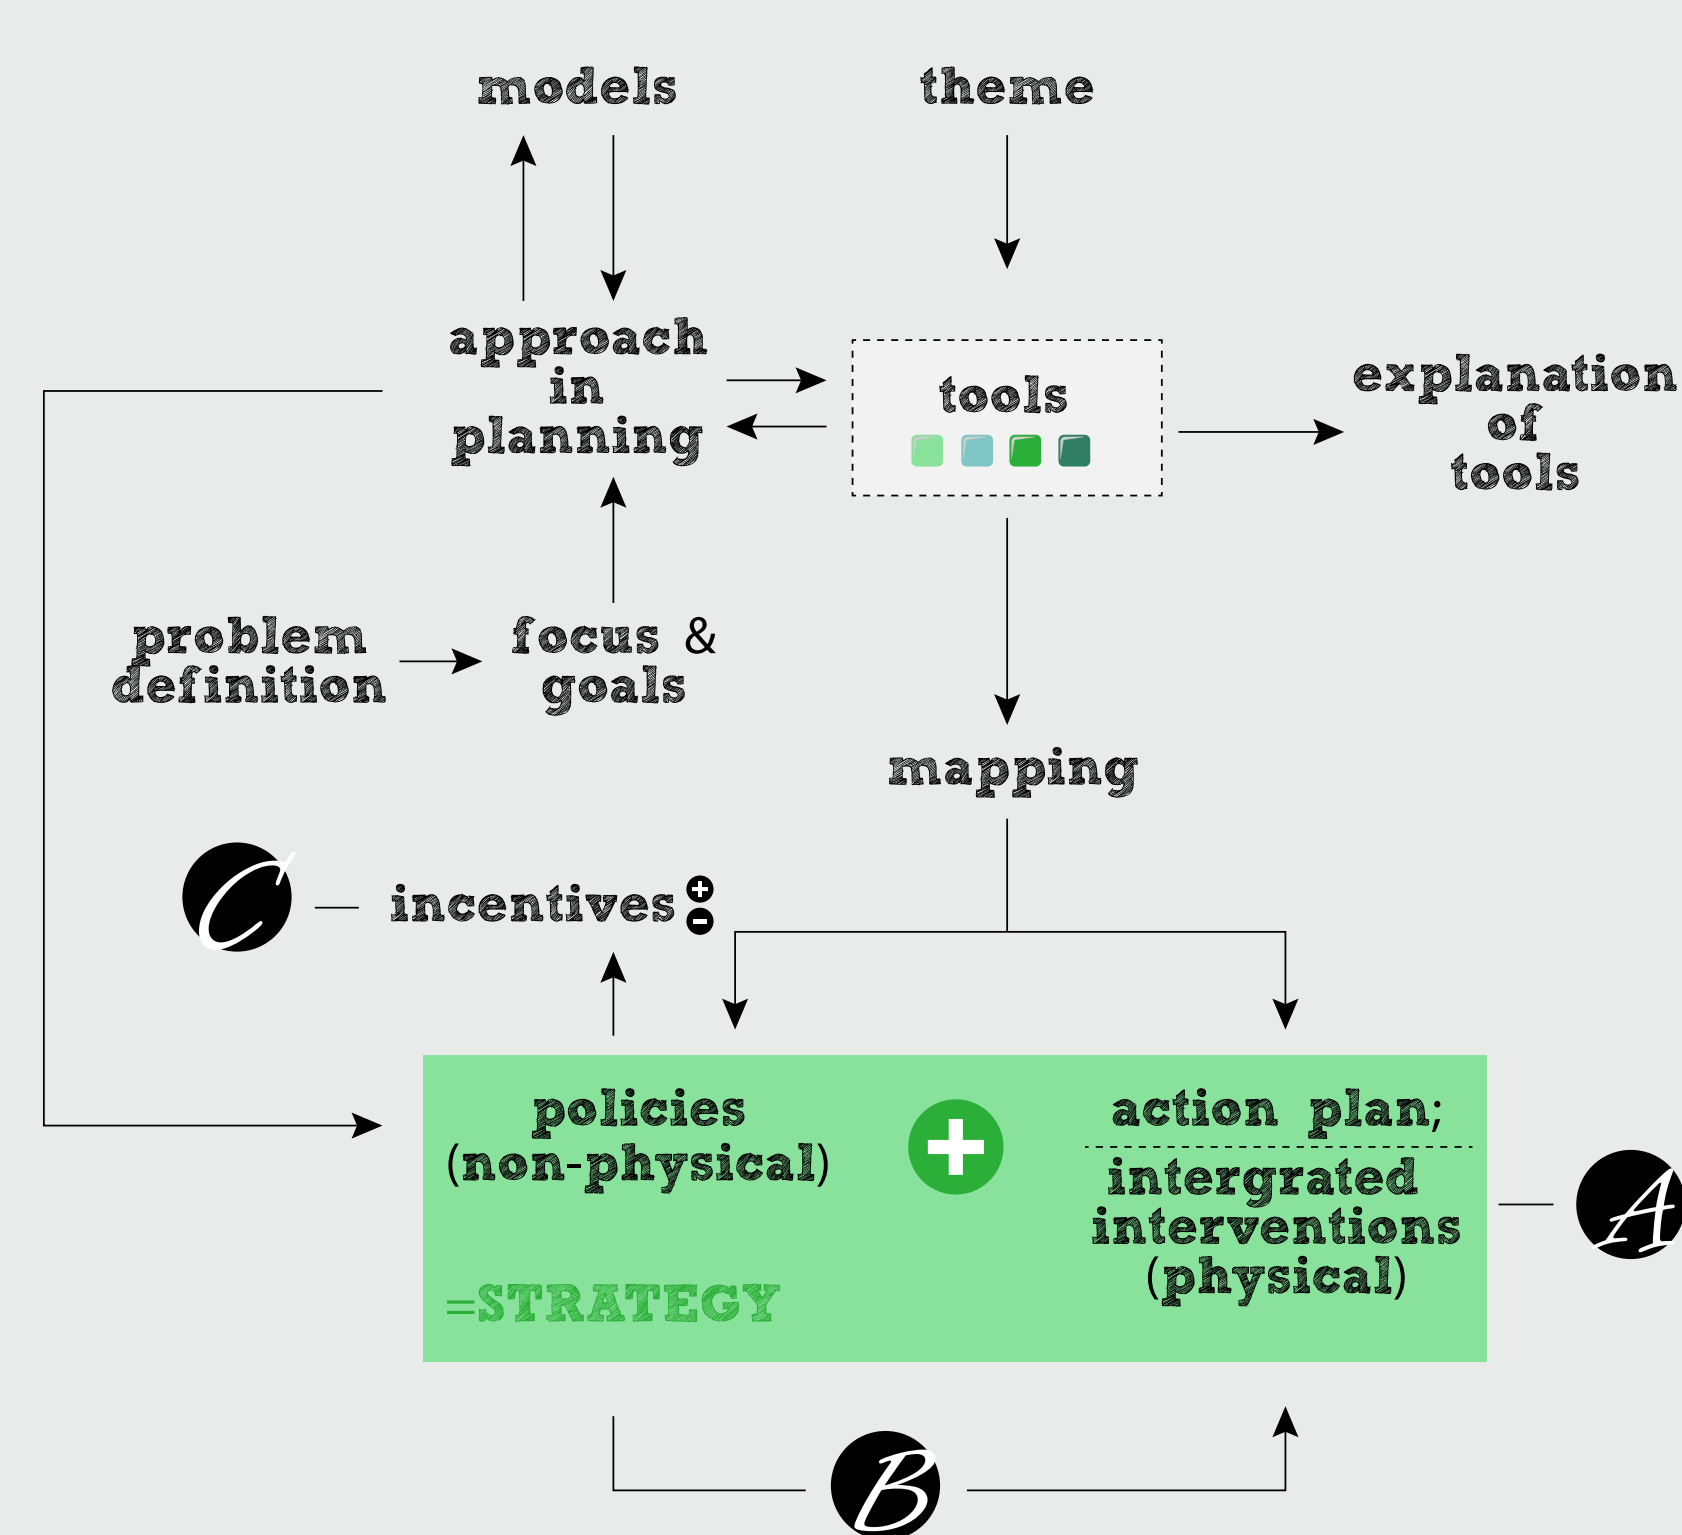 models
theme
approach
in
planning
tools
explanation
of
tools
problem
definition
focus &
goals
mapping
C
incentives
policies
(non-physical)
action plan;
intergrated
interventions
(physical)
A
=STRATEGY
B